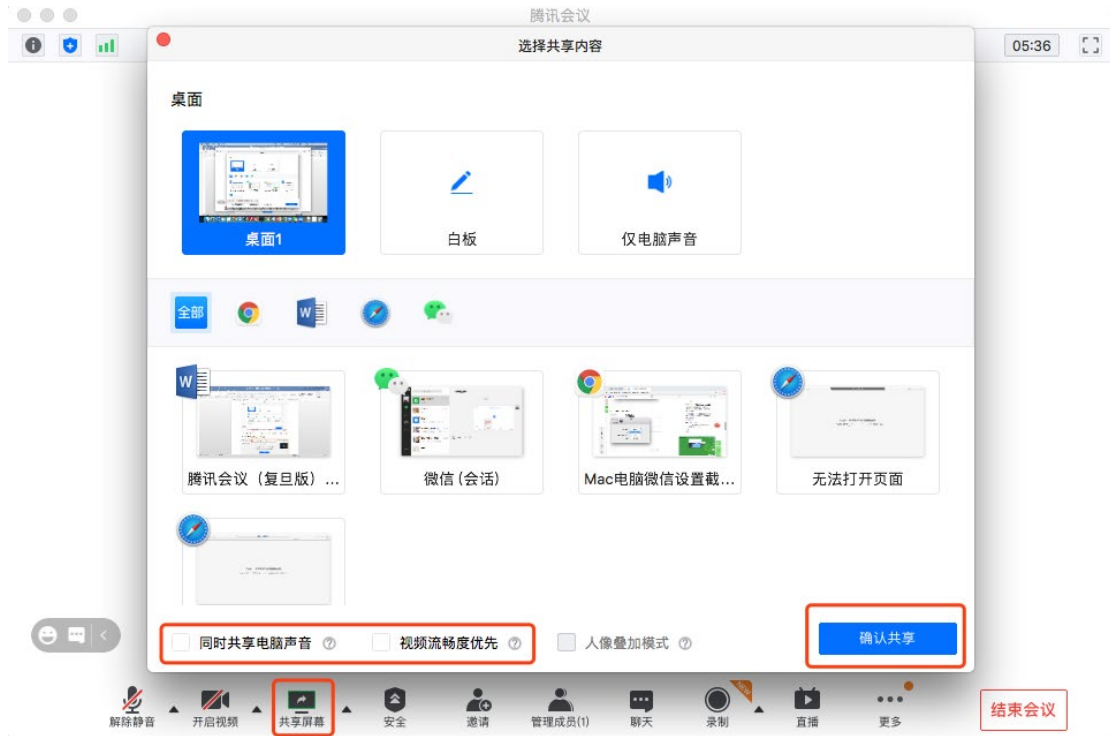 腾讯会议
选择共享内容
05:36
桌面
桌面1
白板
仅电脑声音
全部
腾讯会议（复旦版）...
微信(会话)
Mac电脑微信设置截...
无法打开页面
同时共享电脑声音
视频流畅度优先
人像叠加模式
确认共享
解除静音
开启视频
共享屏幕
安全
邀请
管理成员(1)
聊天
录制
NEW
直播
更多
结束会议